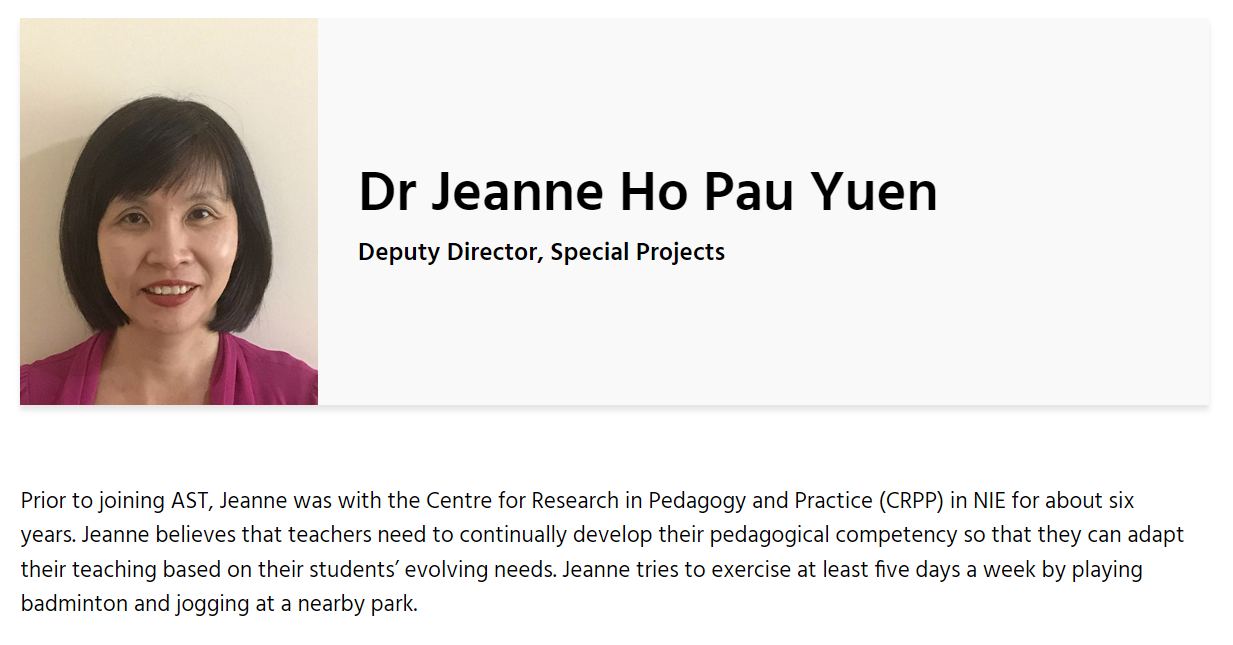 Dr Jeanne Ho Pau Yuen
Deputy Director, Special Projects
Prior to joining AST, Jeanne was with the Centre for Research in Pedagogy and Practice (CRPP) in NIE for about six
years. Jeanne believes that teachers need to continually develop their pedagogical competency so that they can adapt
their teaching based on their students’ evolving needs. Jeanne tries to exercise at least five days a week by playing
badminton and jogging at a nearby park.